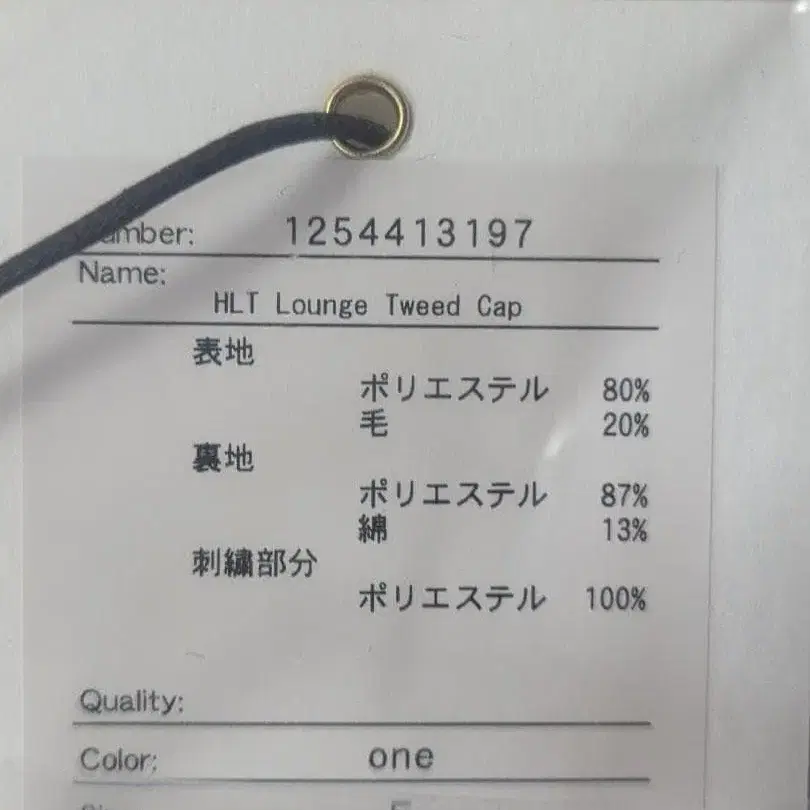 Number: 1254413197
Name:
HLT Lounge Tweed Cap
表地
ポリエステル 80%
毛 20%
裏地
ポリエステル 87%
綿 13%
刺繍部分
ポリエステル 100%
Quality:
Color: one